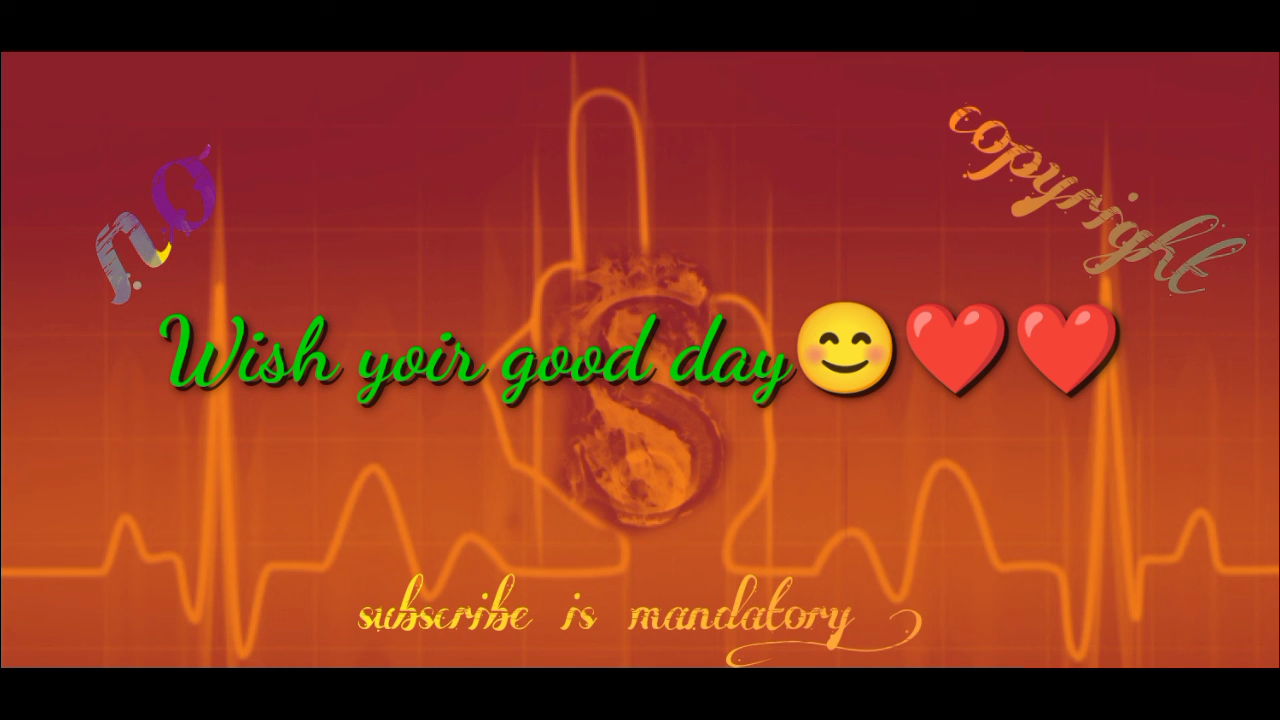 no
copyright
Wish yoir good day😊❤️❤️
subscribe is mandatory